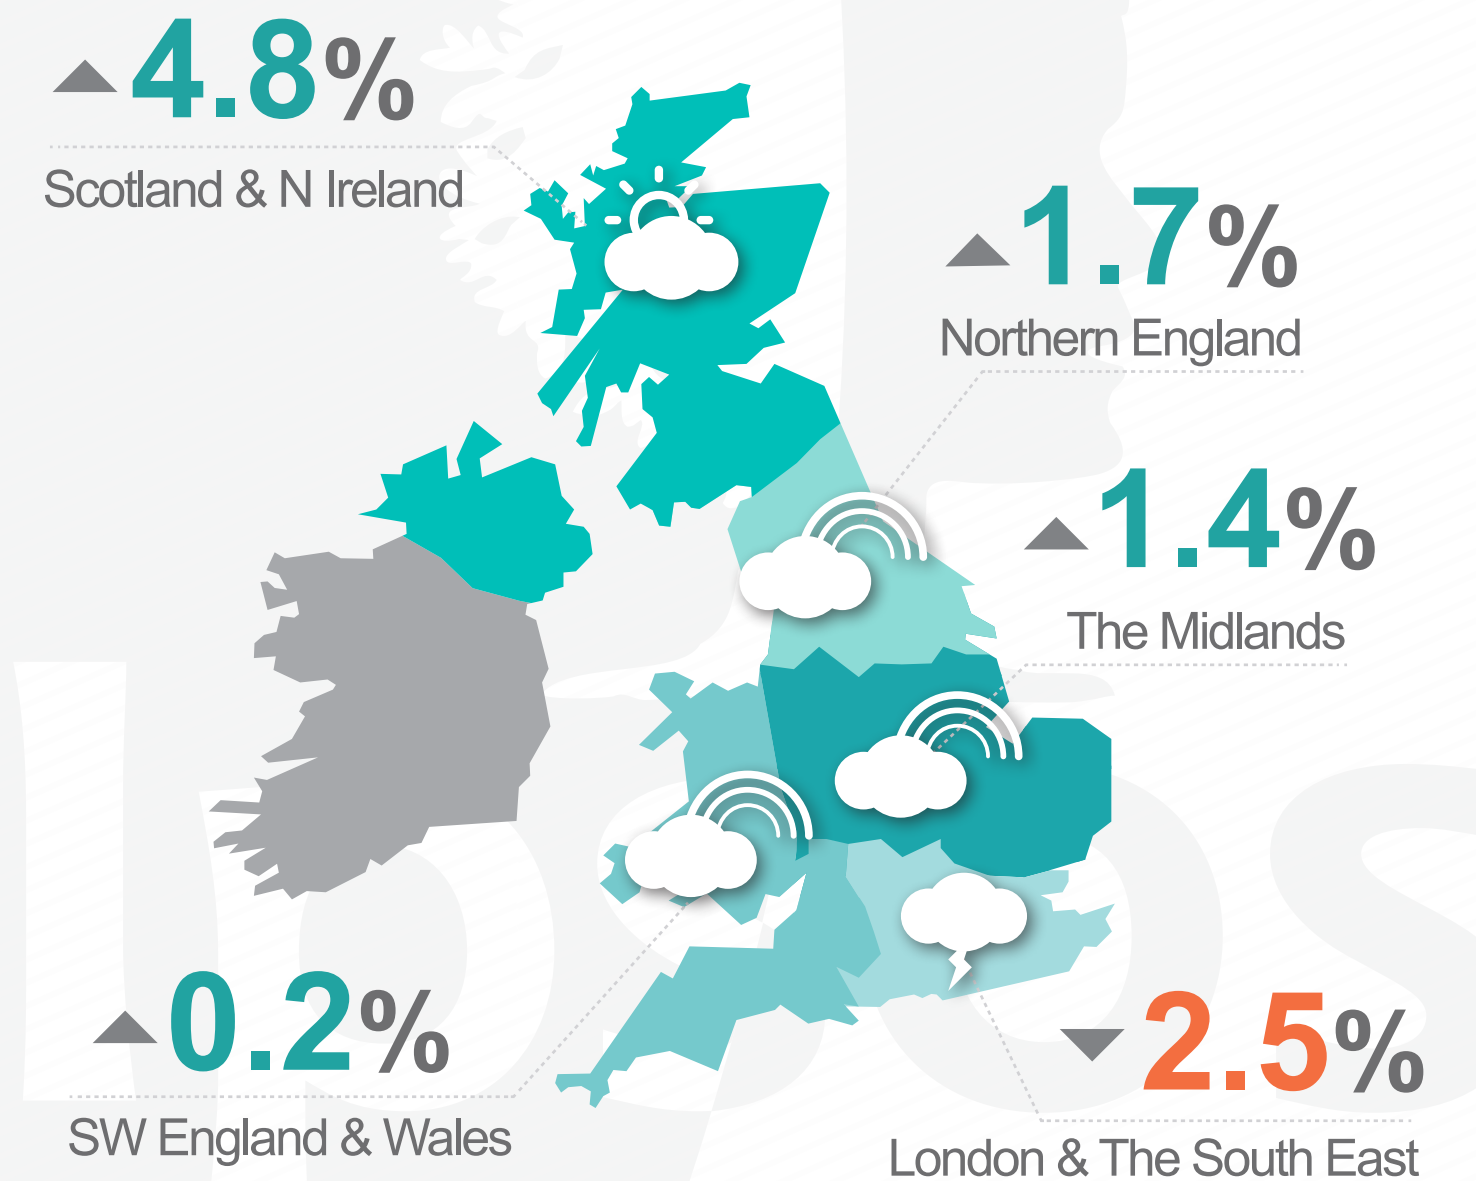 4.8%
Scotland & N Ireland
1.7%
Northern England
1.4%
The Midlands
0.2%
SW England & Wales
2.5%
London & The South East
Ipsos